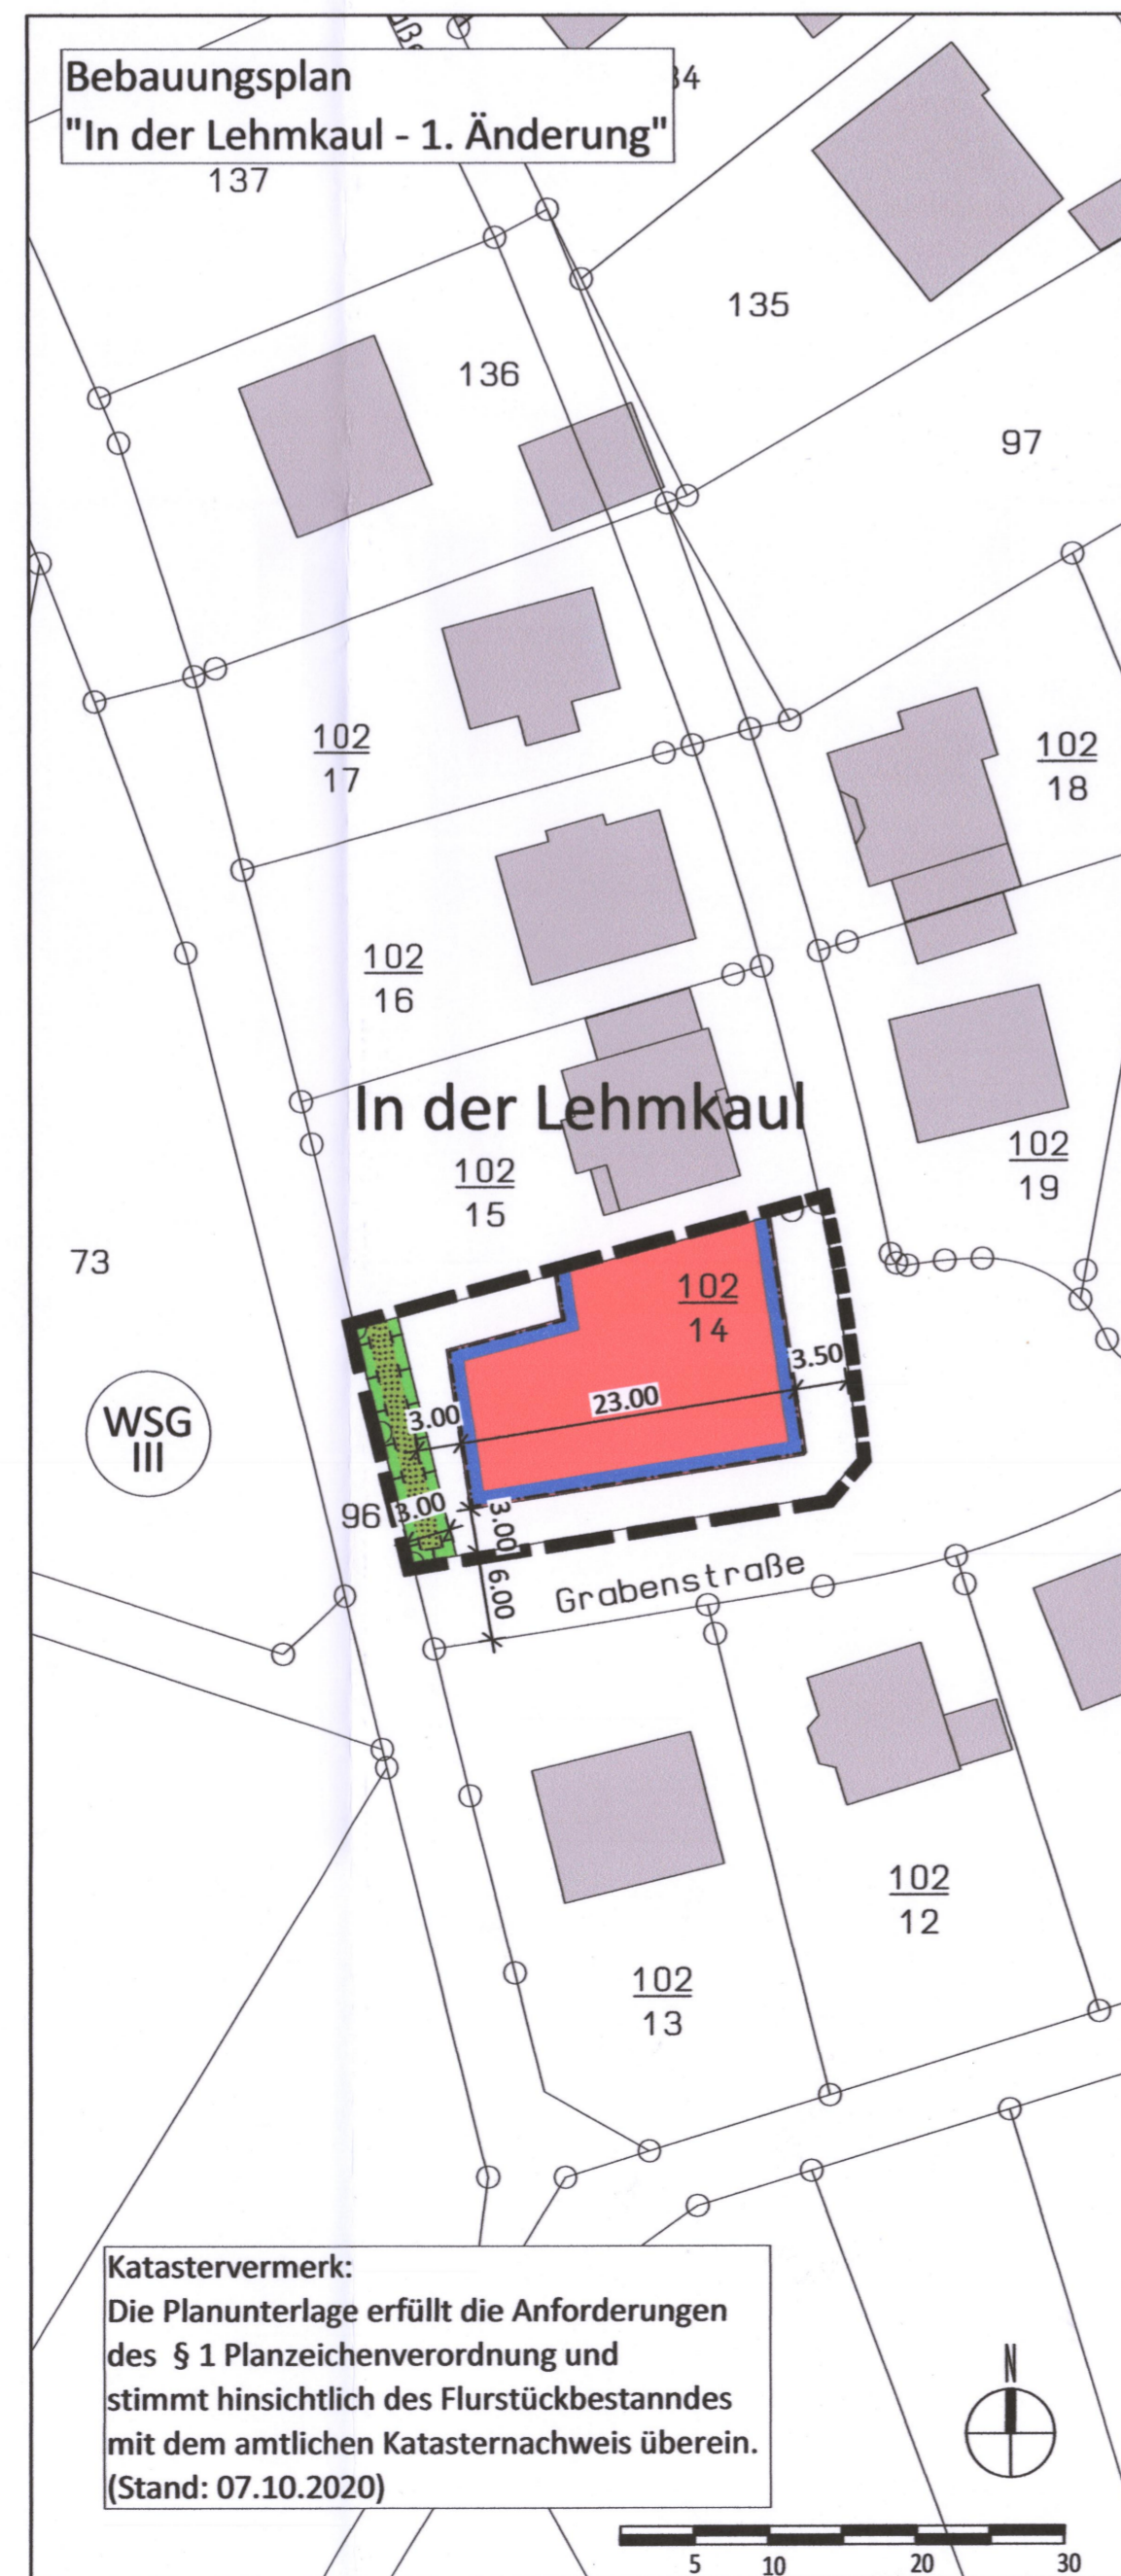 Bebauungsplan
"In der Lehmkaul - 1. Änderung"
137
135
136
97
102
17
102
18
102
16
In der Lehmkaul
102
15
102
19
73
102
14
3.50
23.00
3.00
WSG
III
96
3.00
3.00
6.00
Grabenstraße
102
12
102
13
Katastervermerk:
Die Planunterlage erfüllt die Anforderungen
des § 1 Planzeichenverordnung und
stimmt hinsichtlich des Flurstückbestanndes
mit dem amtlichen Katasternachweis überein.
(Stand: 07.10.2020)
N
5 10 20 30